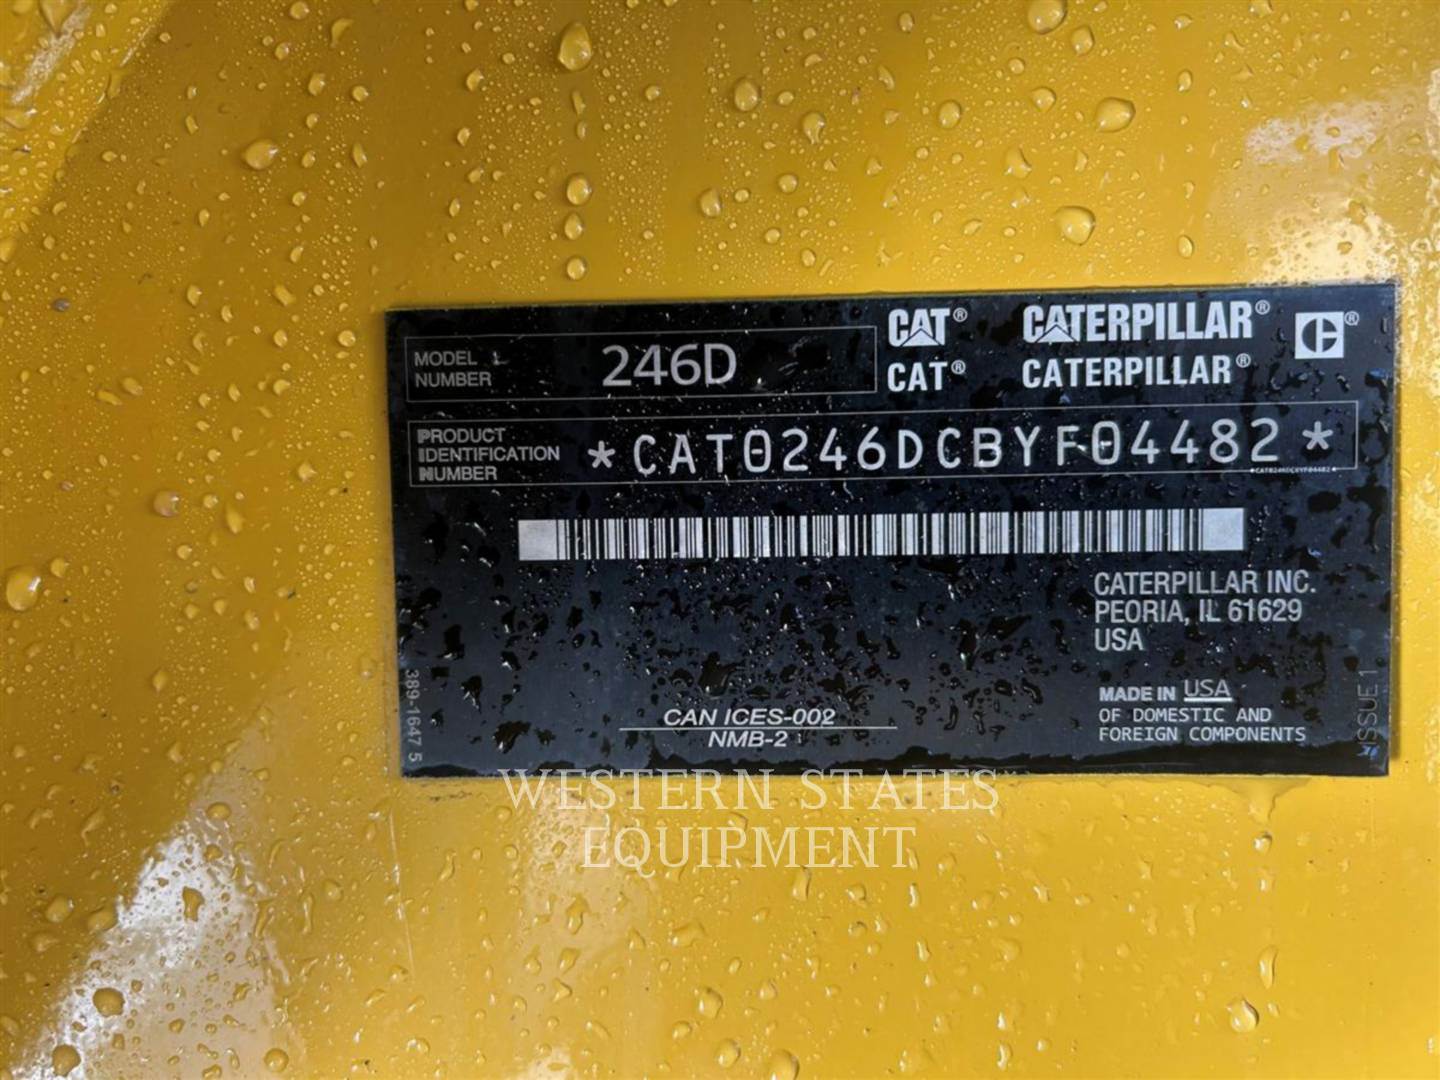 MODEL
NUMBER
246D
CAT® CATERPILLAR®
CAT® CATERPILLAR®
PRODUCT
IDENTIFICATION
NUMBER
*CAT0246DCBYF04482*
*CAT0246DCBYF04482*
CATERPILLAR INC.
PEORIA, IL 61629
USA
MADE IN USA
OF DOMESTIC AND
FOREIGN COMPONENTS
CAN ICES-002
NMB-2
389-1647 5
ISSUE 1
WESTERN STATES
EQUIPMENT